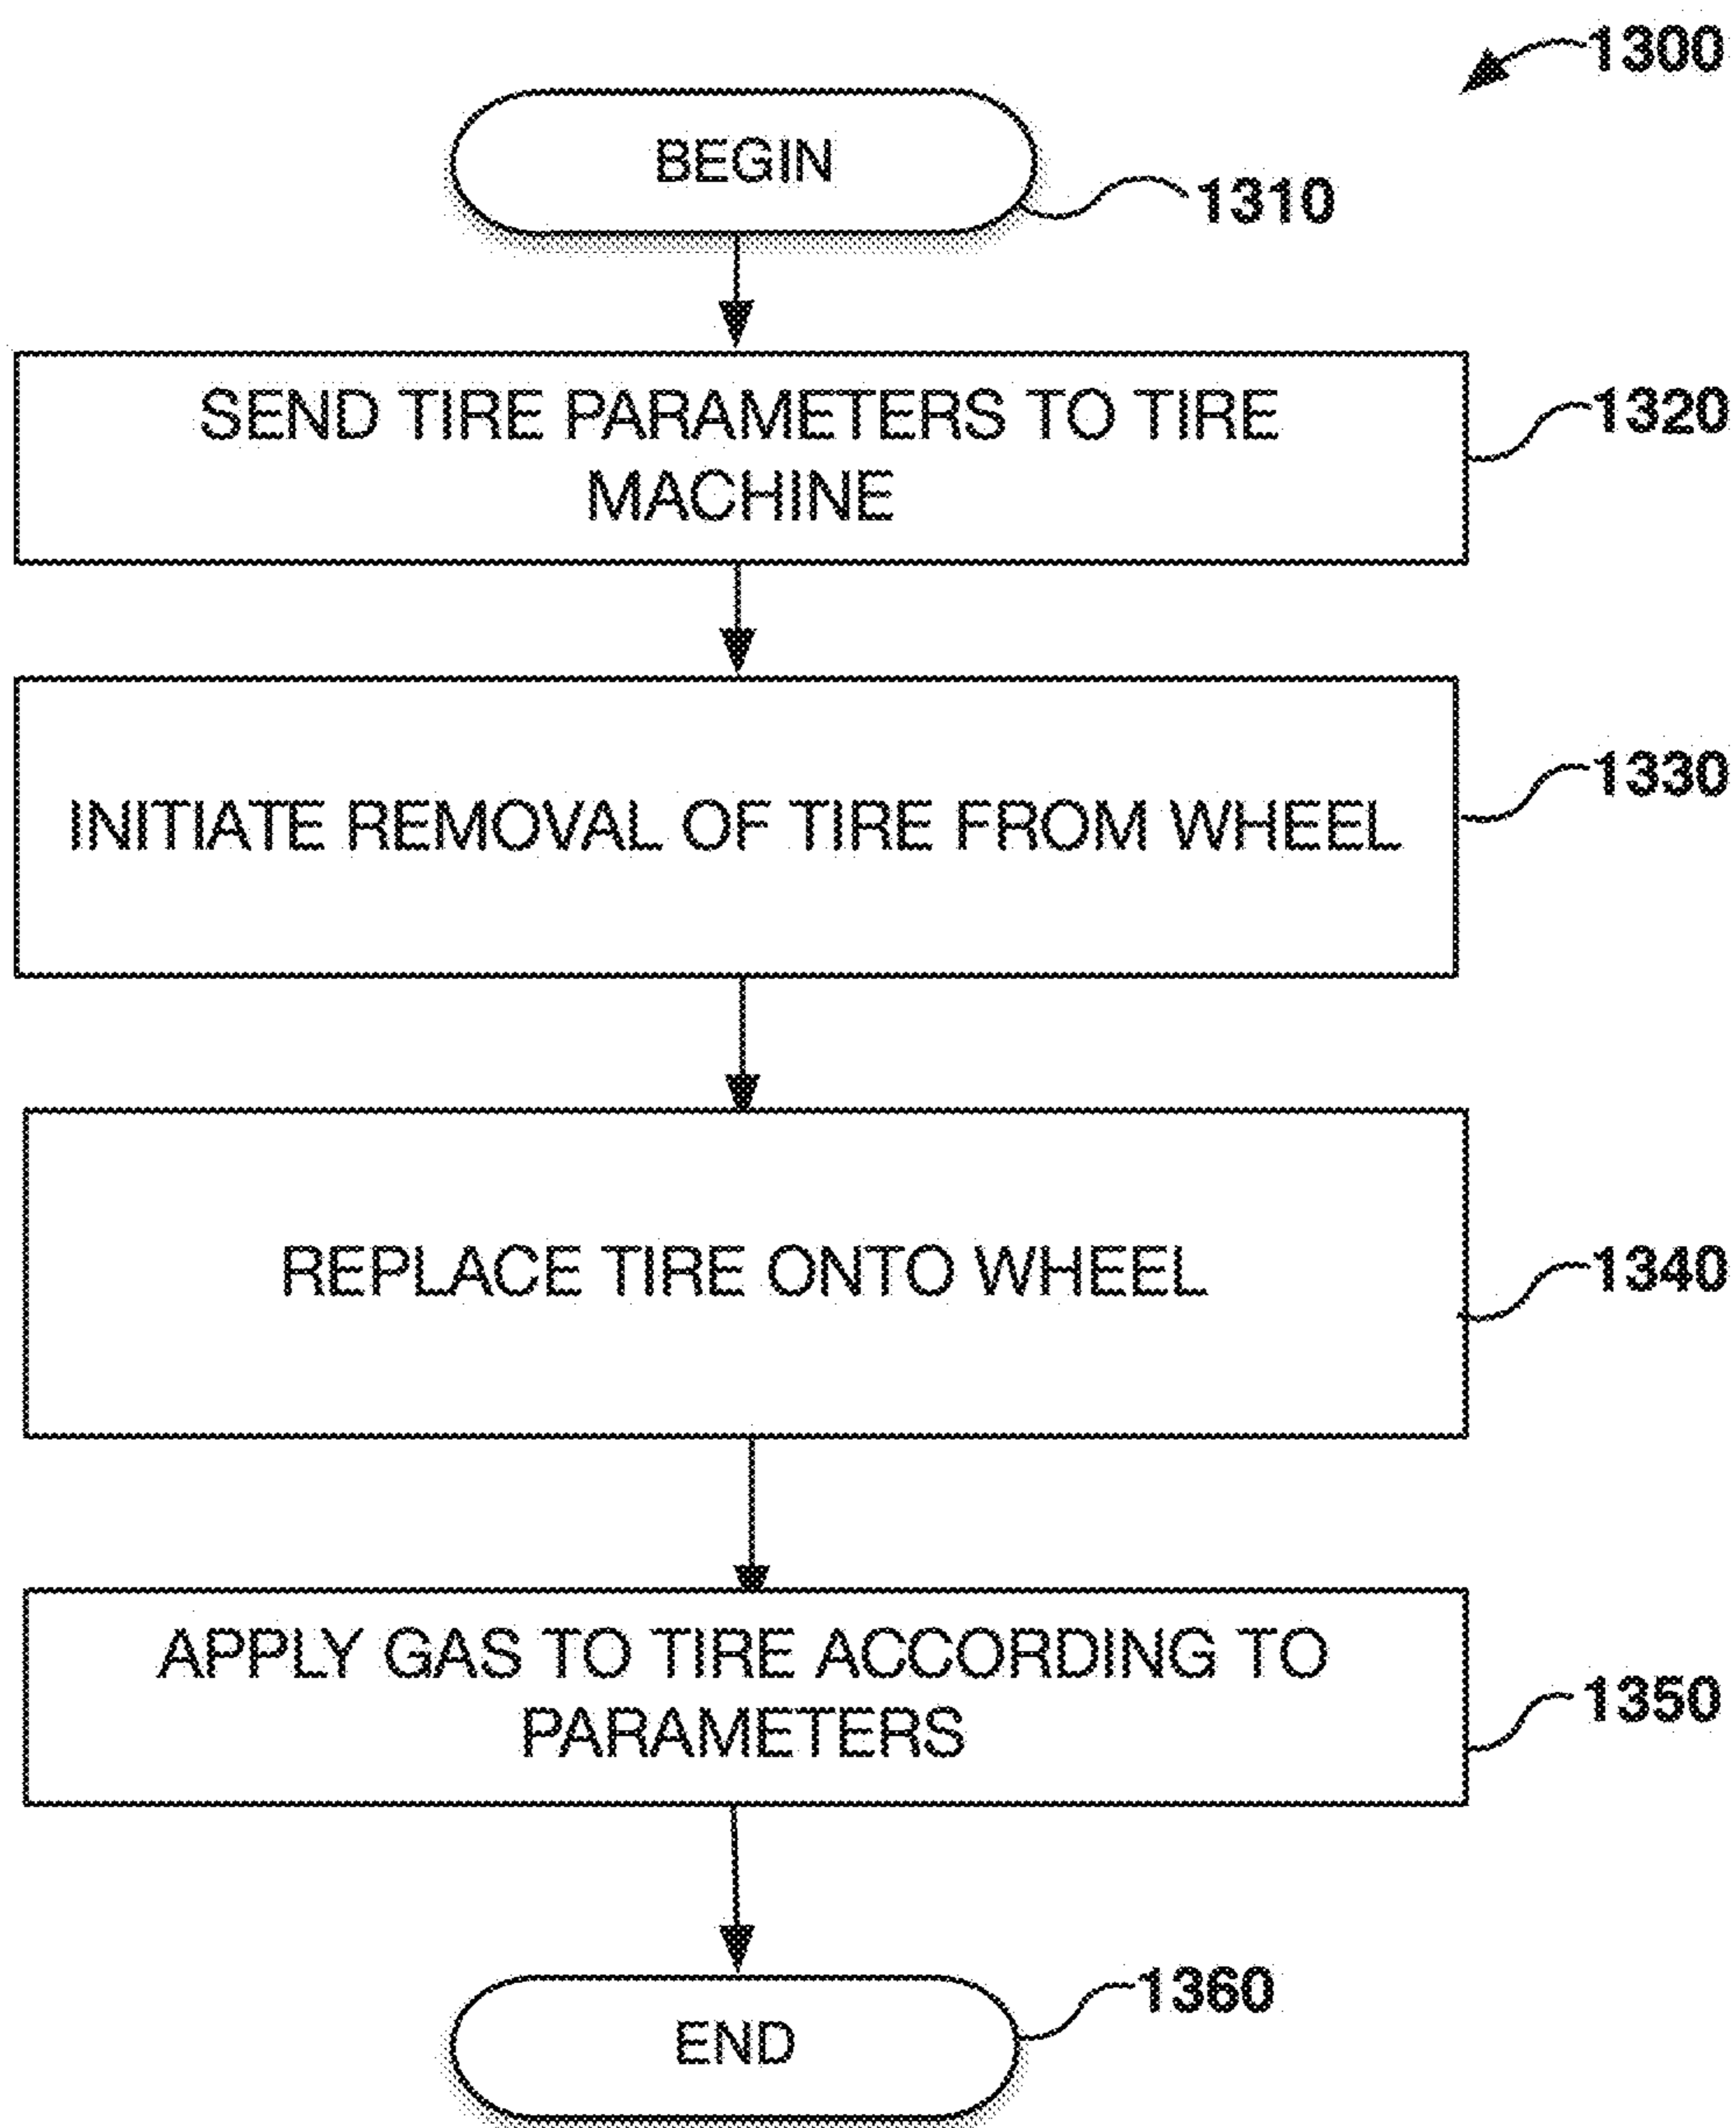 1300
BEGIN
1310
SEND TIRE PARAMETERS TO TIRE
MACHINE
1320
INITIATE REMOVAL OF TIRE FROM WHEEL
1330
REPLACE TIRE ONTO WHEEL
1340
APPLY GAS TO TIRE ACCORDING TO
PARAMETERS
1350
END
1360